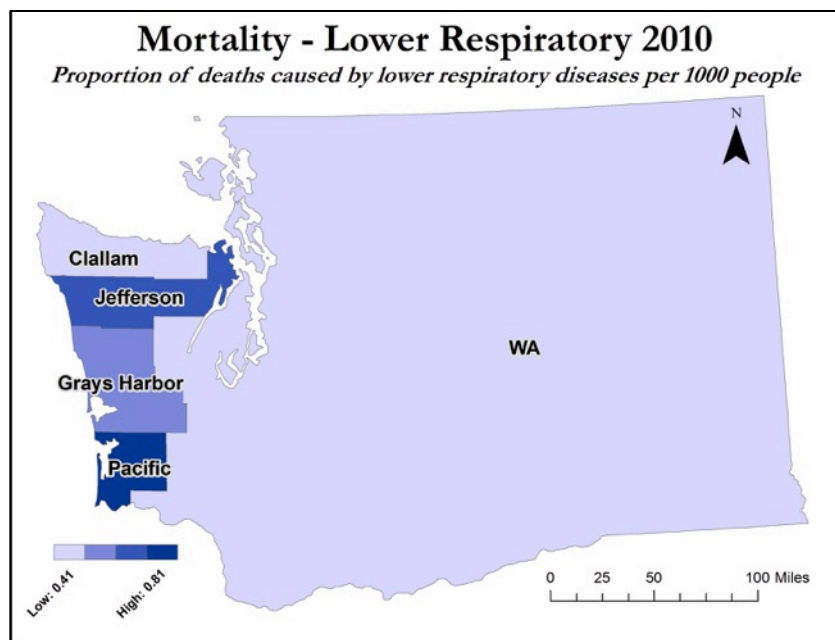 Mortality - Lower Respiratory 2010
Proportion of deaths caused by lower respiratory diseases per 1000 people
N
Clallam
Jefferson
WA
Grays Harbor
Pacific
Low: 0.41
High: 0.81
0 25 50 100 Miles